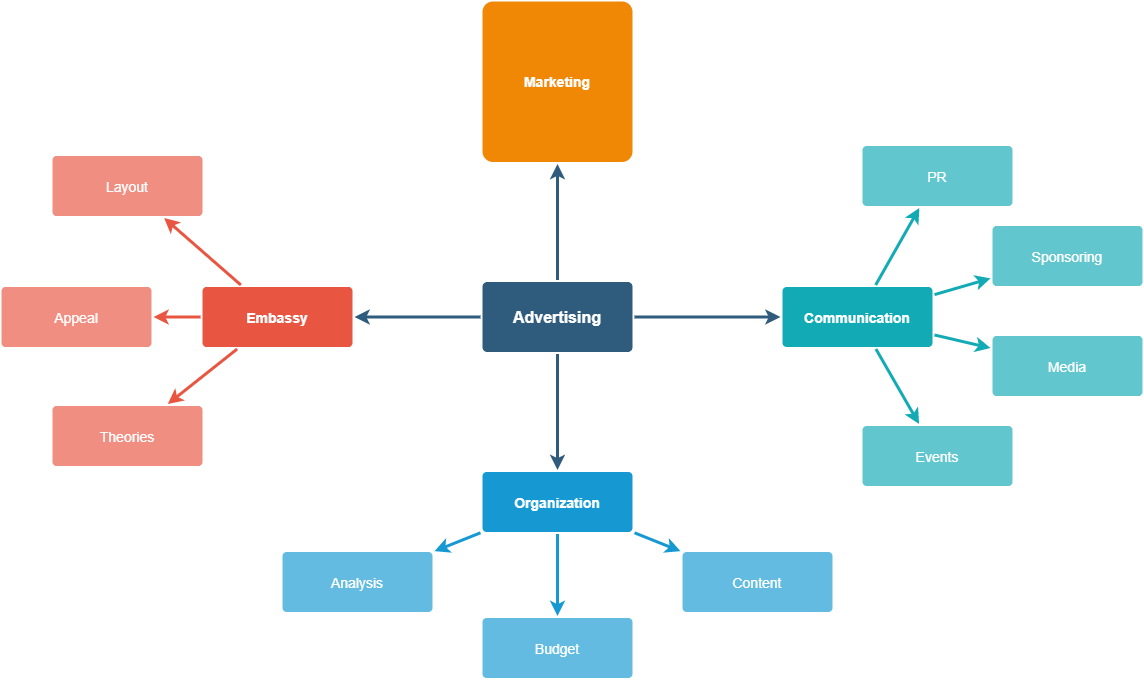 Marketing
Layout
PR
Sponsoring
Appeal
Embassy
Advertising
Communication
Media
Theories
Events
Organization
Analysis
Content
Budget